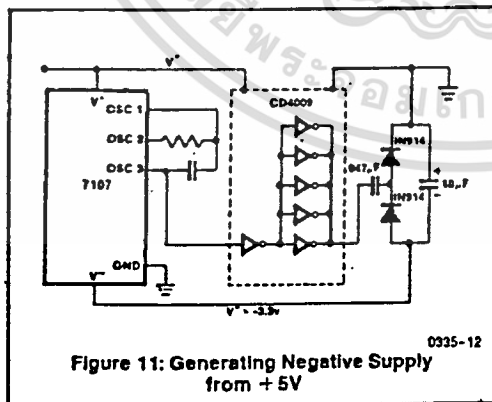 V+
V+
OSC 1
OSC 2
OSC 3
7107
GND
V−
CD4009
.047µF
1N914
1N914
+
10µF
−
V− = -3.3v
0335-12
Figure 11: Generating Negative Supply
from + 5V